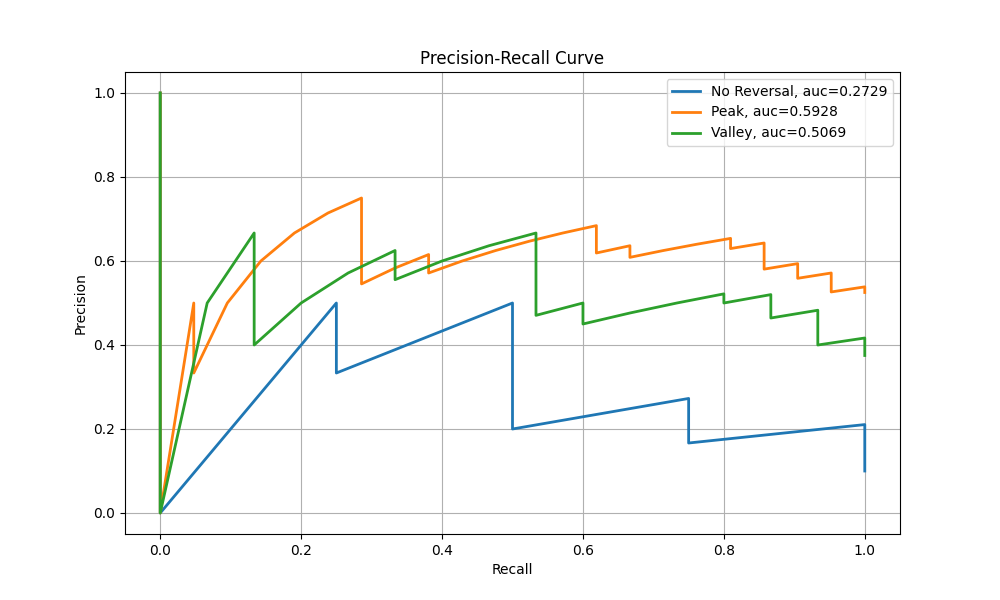 Precision-Recall Curve
No Reversal, auc=0.2729
Peak, auc=0.5928
Valley, auc=0.5069
Precision
1.0
0.8
0.6
0.4
0.2
0.0
0.0 0.2 0.4 0.6 0.8 1.0
Recall